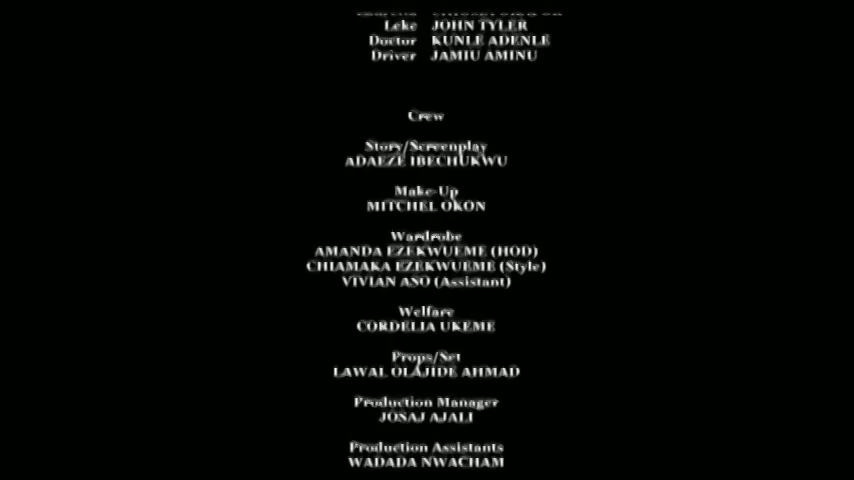 Leke JOHN TYLER
Doctor KUNLE ADENLE
Driver JAMIU AMINU
Crew
Story/Screenplay
ADAEZE IBECHUKWU
Make-Up
MITCHEL OKON
Wardrobe
AMANDA EZEKWUEME (HOD)
CHIAMAKA EZEKWUEME (Style)
VIVIAN ASO (Assistant)
Welfare
CORDELIA UKEME
Props/Set
LAWAL OLAJIDE AHMAD
Production Manager
JOSAJ AJALI
Production Assistants
WADADA NWACHAM